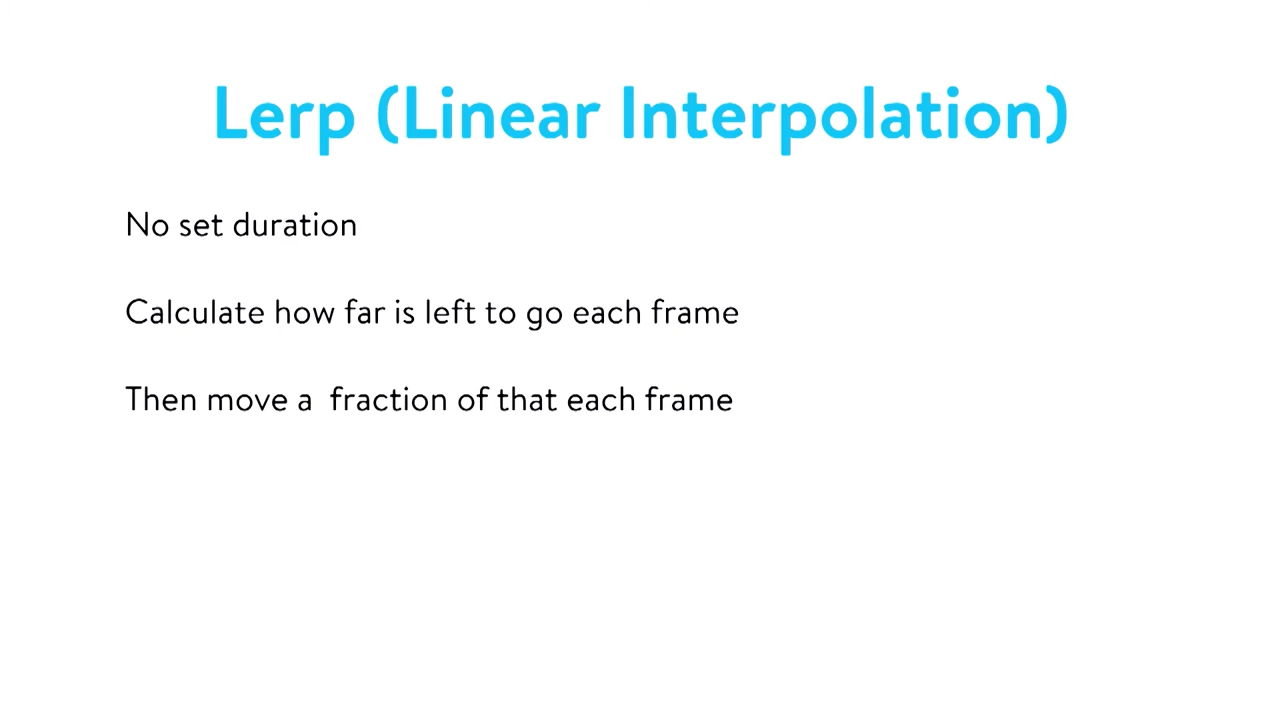 Lerp (Linear Interpolation)
No set duration
Calculate how far is left to go each frame
Then move a  fraction of that each frame